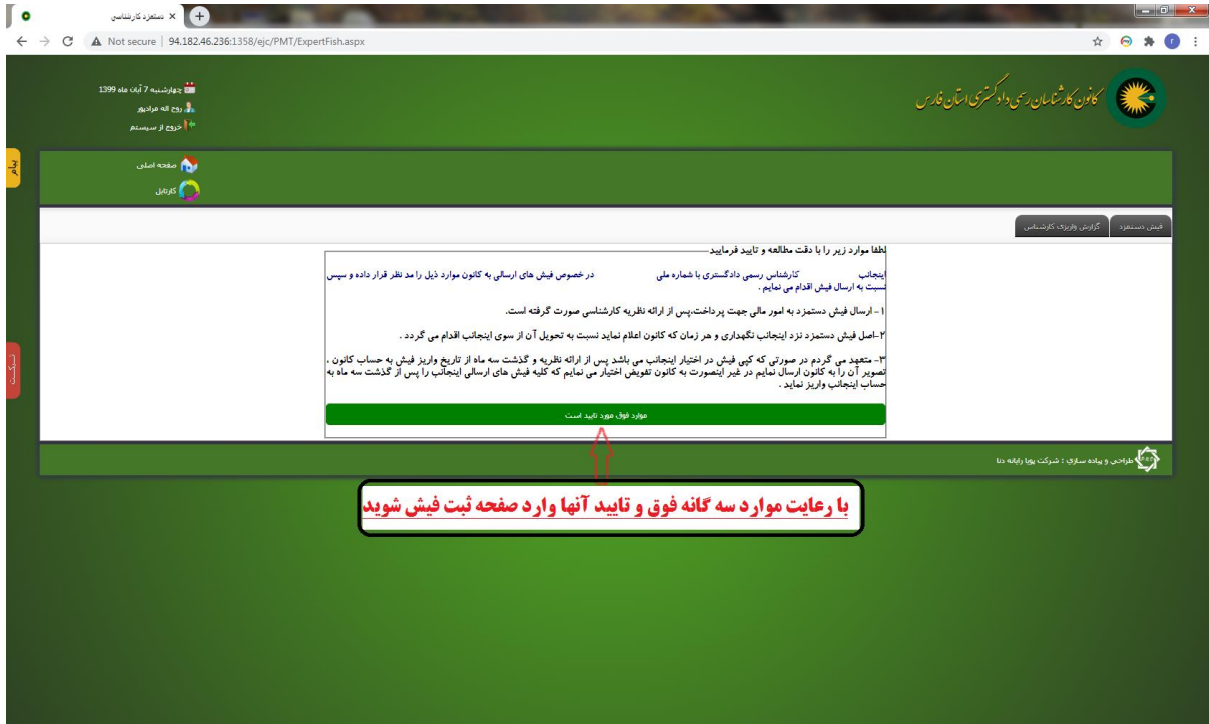 دستمزد کارشناسی
Not secure | 94.182.46.236:1358/ejc/PMT/ExpertFish.aspx
r
کانون کارشناسان رسمی دادگستری استان فارس
چهارشنبه 7 آبان ماه 1399
روح اله مرادپور
خروج از سیستم
پیام
صفحه اصلی
کارتابل
فیش دستمزد
گزارش واریزی کارشناس
لطفا موارد زیر را با دقت مطالعه و تایید فرمایید
اینجانب کارشناس رسمی دادگستری با شماره ملی در خصوص فیش های ارسالی به کانون موارد ذیل را مد نظر قرار داده و سپس
نسبت به ارسال فیش اقدام می نمایم .
۱- ارسال فیش دستمزد به امور مالی جهت پرداخت،پس از ارائه نظریه کارشناسی صورت گرفته است.
۲-اصل فیش دستمزد نزد اینجانب نگهداری و هر زمان که کانون اعلام نماید نسبت به تحویل آن از سوی اینجانب اقدام می گردد .
۳- متعهد می گردم در صورتی که کپی فیش در اختیار اینجانب می باشد پس از ارائه نظریه و گذشت سه ماه از تاریخ واریز فیش به حساب کانون ،
تصویر آن را به کانون ارسال نمایم در غیر اینصورت به کانون تفویض اختیار می نمایم که کلیه فیش های ارسالی اینجانب را پس از گذشت سه ماه به
حساب اینجانب واریز نماید .
تیکت
موارد فوق مورد تایید است
طراحی و پیاده سازی : شرکت پویا رایانه دنا
با رعایت موارد سه گانه فوق و تایید آنها وارد صفحه ثبت فیش شوید